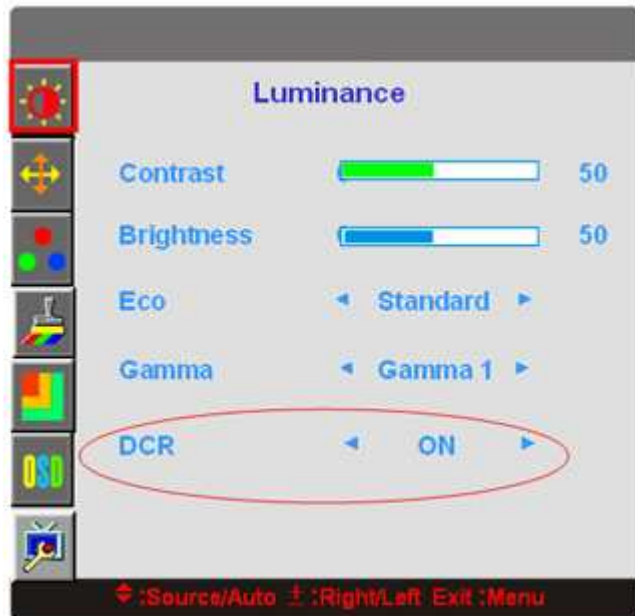 Luminance
Contrast 50
Brightness 50
Eco ◄ Standard ►
Gamma ◄ Gamma 1 ►
DCR ◄ ON ►
OSD
:Source/Auto ± :Right/Left Exit :Menu